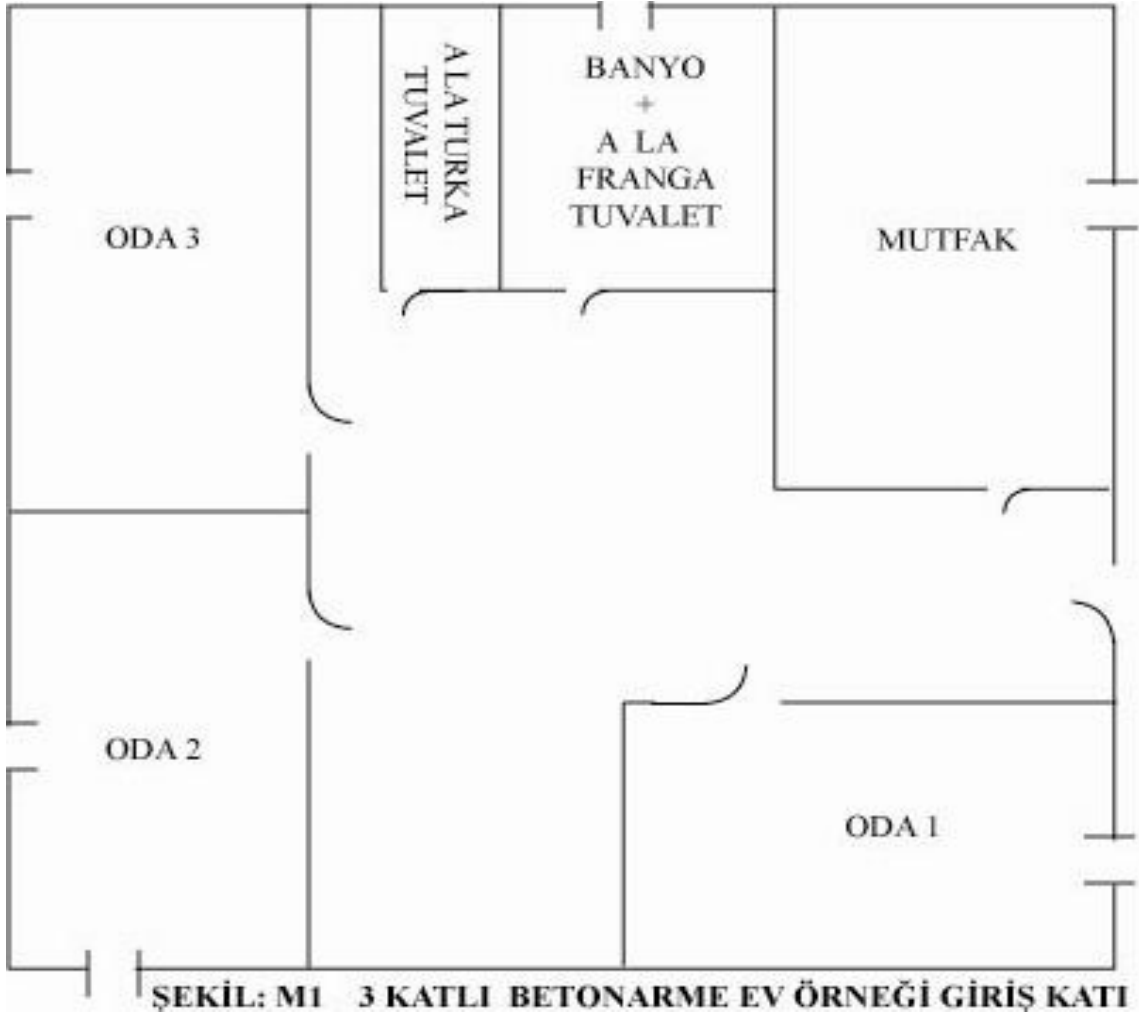 A LA TURKA
TUVALET
BANYO
+
A LA
FRANGA
TUVALET
ODA 3
MUTFAK
ODA 2
ODA 1
ŞEKİL: M1 3 KATLI BETONARME EV ÖRNEĞİ GİRİŞ KATI